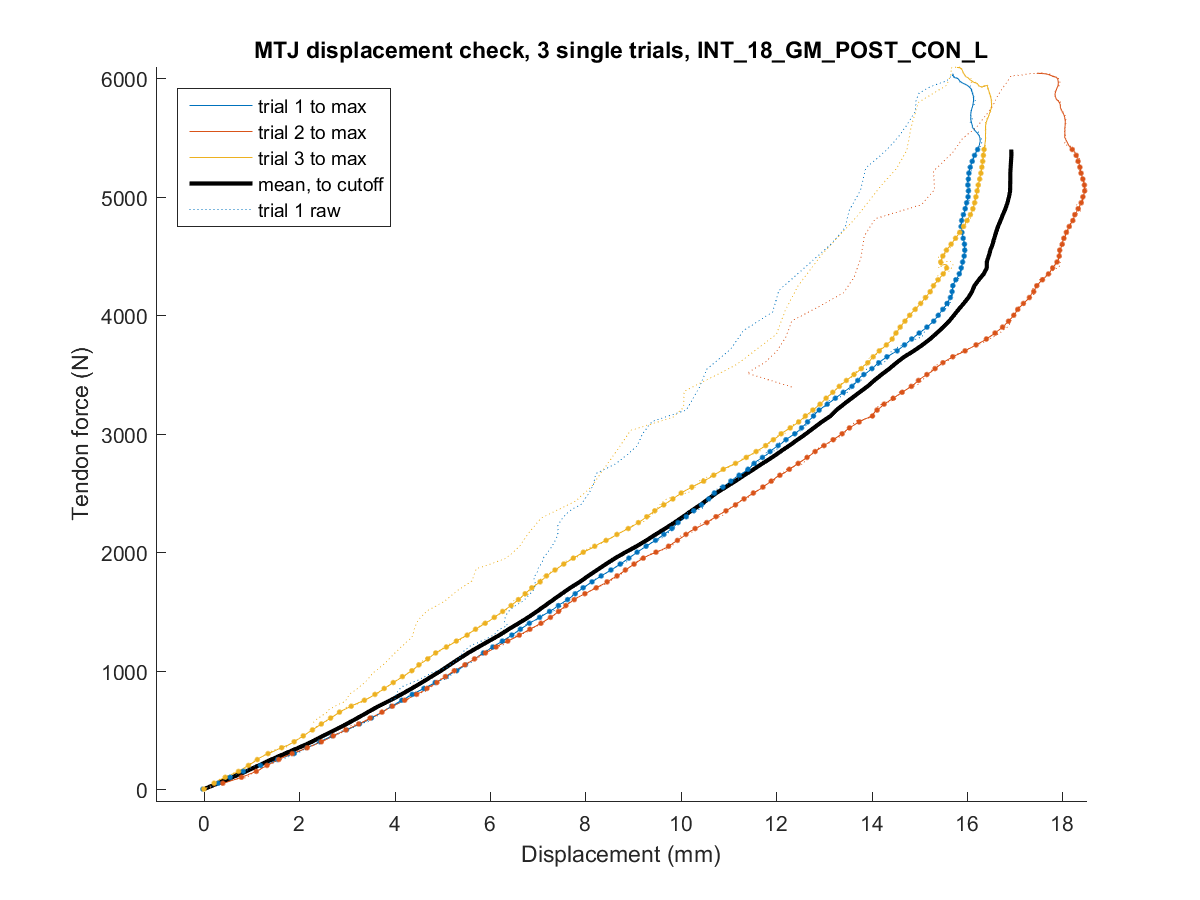 MTJ displacement check, 3 single trials, INT_18_GM_POST_CON_L
trial 1 to max
trial 2 to max
trial 3 to max
mean, to cutoff
trial 1 raw
6000
5000
4000
3000
2000
1000
0
Tendon force (N)
0 2 4 6 8 10 12 14 16 18
Displacement (mm)